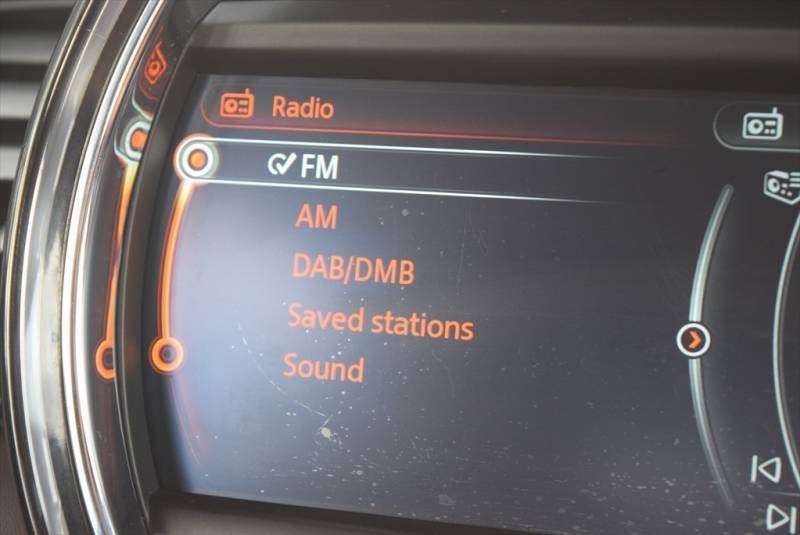 Radio
FM
AM
DAB/DMB
Saved stations
Sound